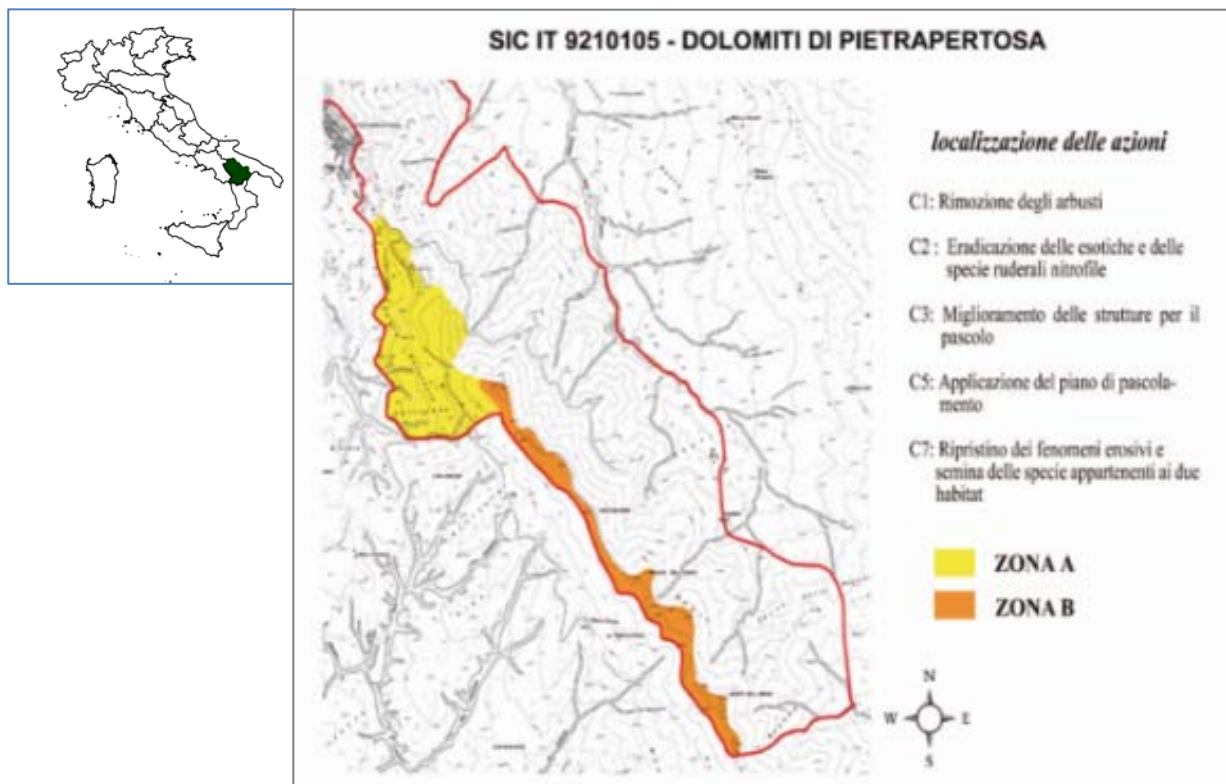 SIC IT 9210105 - DOLOMITI DI PIETRAPERTOSA
localizzazione delle azioni
C1: Rimozione degli arbusti
C2 : Eradicazione delle esotiche e delle
specie ruderali nitrofile
C3: Miglioramento delle strutture per il
pascolo
C5: Applicazione del piano di pascola-
mento
C7: Ripristino dei fenomeni erosivi e
semina delle specie appartenenti ai due
habitat
ZONA A
ZONA B
N
W E
S